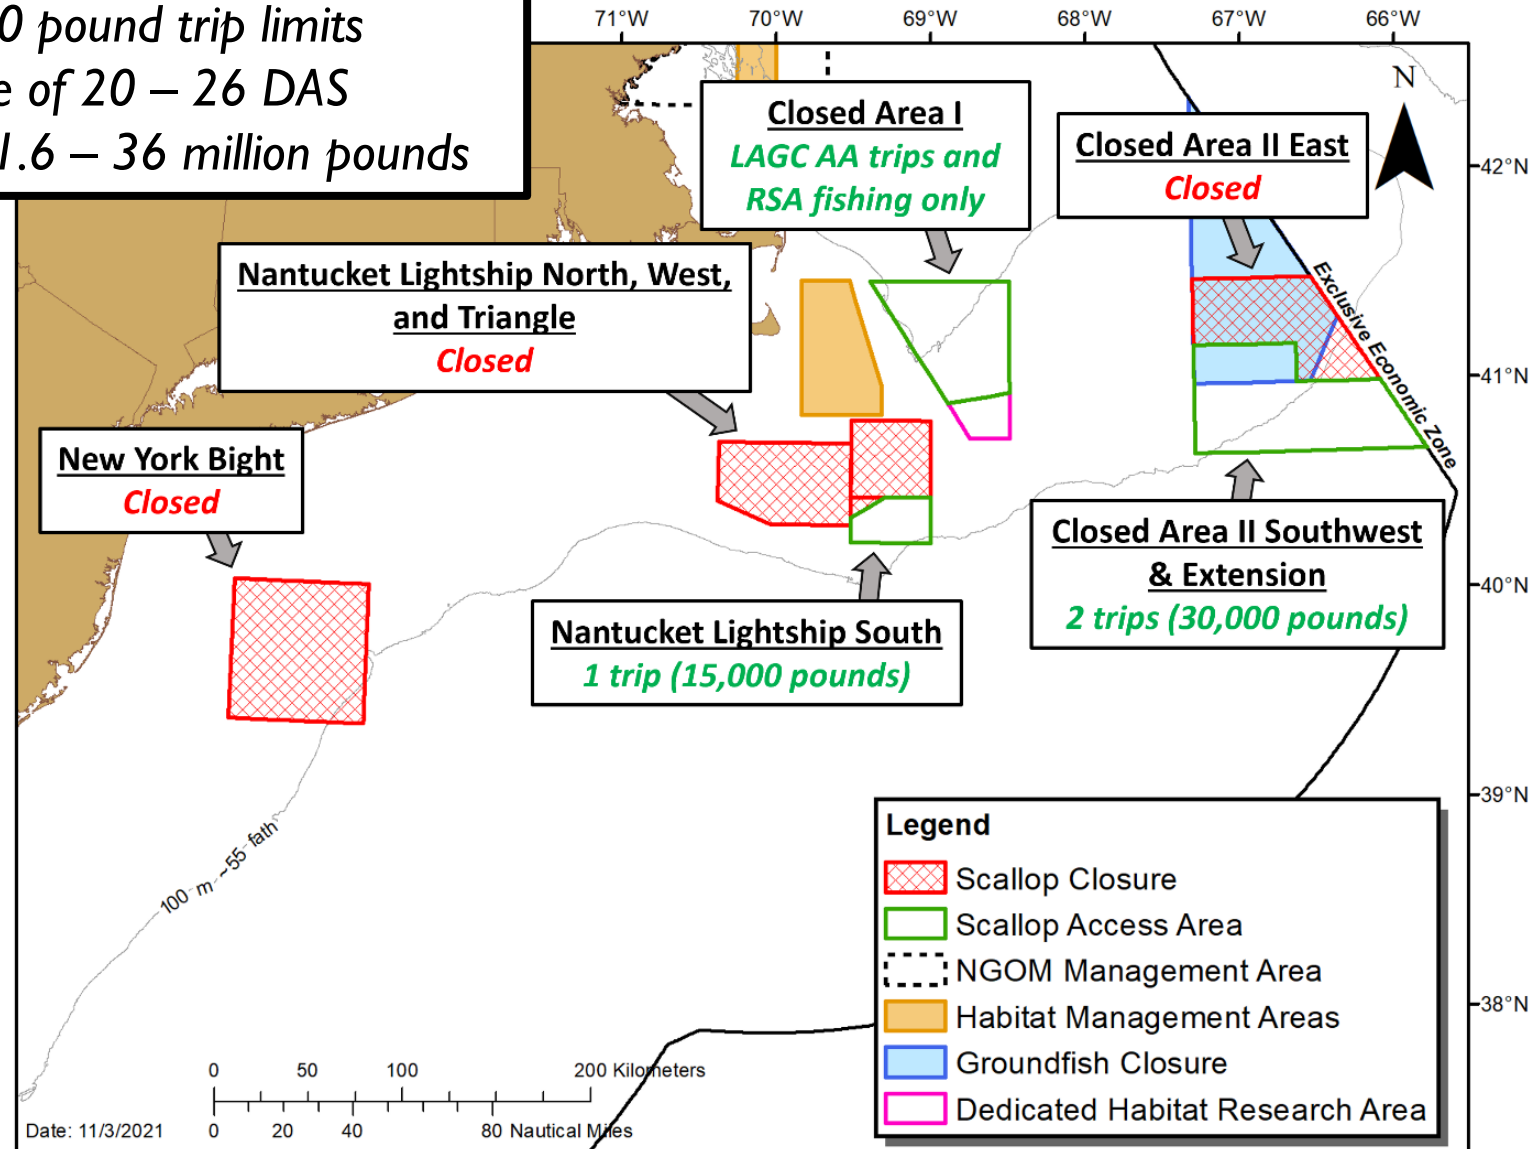 0 pound trip limits
e of 20 – 26 DAS
1.6 – 36 million pounds
71°W 70°W 69°W 68°W 67°W 66°W
N
42°N
41°N
40°N
39°N
38°N
Closed Area I
LAGC AA trips and
RSA fishing only
Closed Area II East
Closed
Nantucket Lightship North, West,
and Triangle
Closed
Exclusive Economic Zone
New York Bight
Closed
Closed Area II Southwest
& Extension
2 trips (30,000 pounds)
Nantucket Lightship South
1 trip (15,000 pounds)
100 m ~55 fath
Legend
Scallop Closure
Scallop Access Area
NGOM Management Area
Habitat Management Areas
Groundfish Closure
Dedicated Habitat Research Area
0 50 100 200 Kilometers
0 20 40 80 Nautical Miles
Date: 11/3/2021